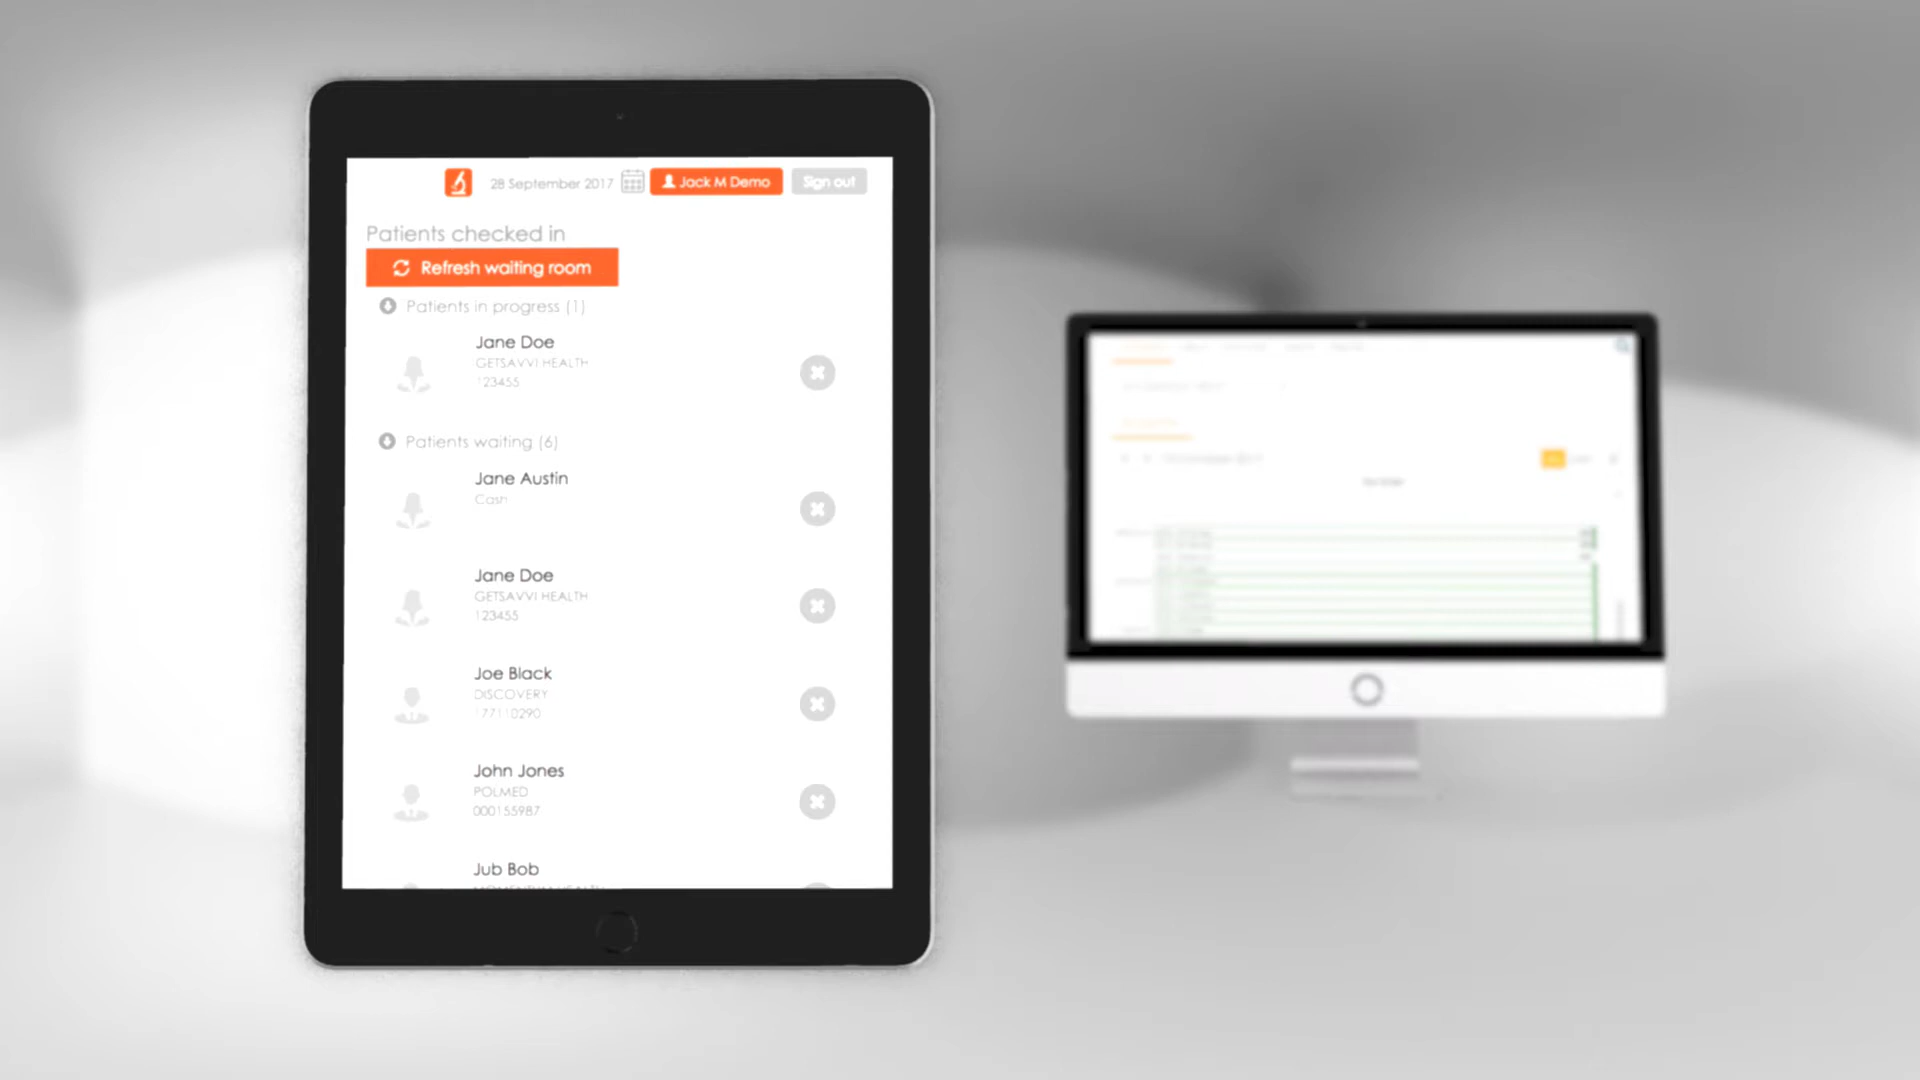 28 September 2017
Jack M Demo
Sign out
Patients checked in
Refresh waiting room
Patients in progress (1)
Jane Doe
GETSAVVI HEALTH
123455
Patients waiting (6)
Jane Austin
Cash
Jane Doe
GETSAVVI HEALTH
123455
Joe Black
DISCOVERY
177110290
John Jones
POLMED
000155987
Jub Bob